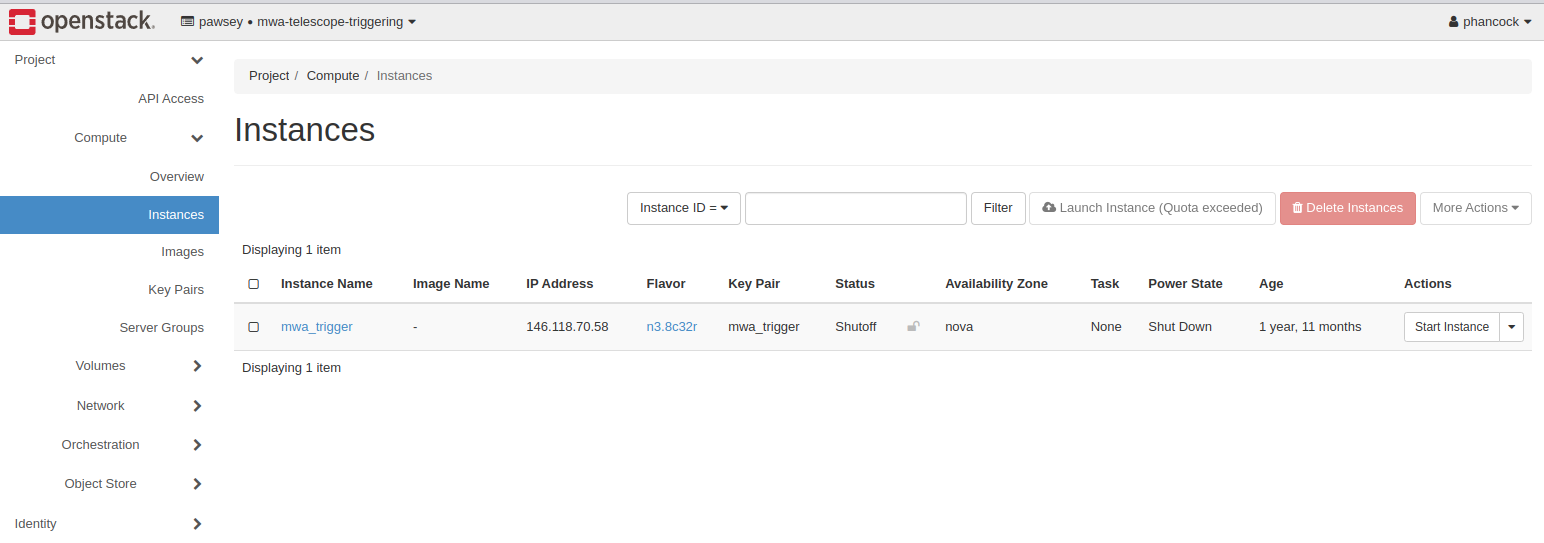 openstack. pawsey • mwa-telescope-triggering phancock
Project
API Access
Compute
Overview
Instances
Images
Key Pairs
Server Groups
Volumes
Network
Orchestration
Object Store
Identity
Project / Compute / Instances
Instances
Instance ID = Filter Launch Instance (Quota exceeded) Delete Instances More Actions
Displaying 1 item
Instance Name Image Name IP Address Flavor Key Pair Status Availability Zone Task Power State Age Actions
mwa_trigger - 146.118.70.58 n3.8c32r mwa_trigger Shutoff nova None Shut Down 1 year, 11 months Start Instance
Displaying 1 item